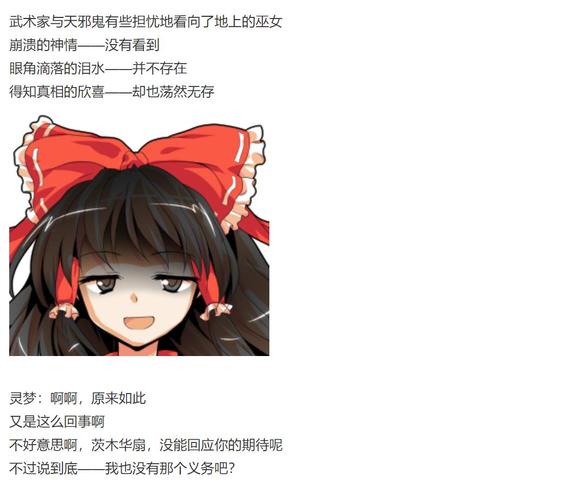 武术家与天邪鬼有些担忧地看向了地上的巫女
崩溃的神情——没有看到
眼角滴落的泪水——并不存在
得知真相的欣喜——却也荡然无存
灵梦：啊啊，原来如此
又是这么回事啊
不好意思啊，茨木华扇，没能回应你的期待呢
不过说到底——我也没有那个义务吧？